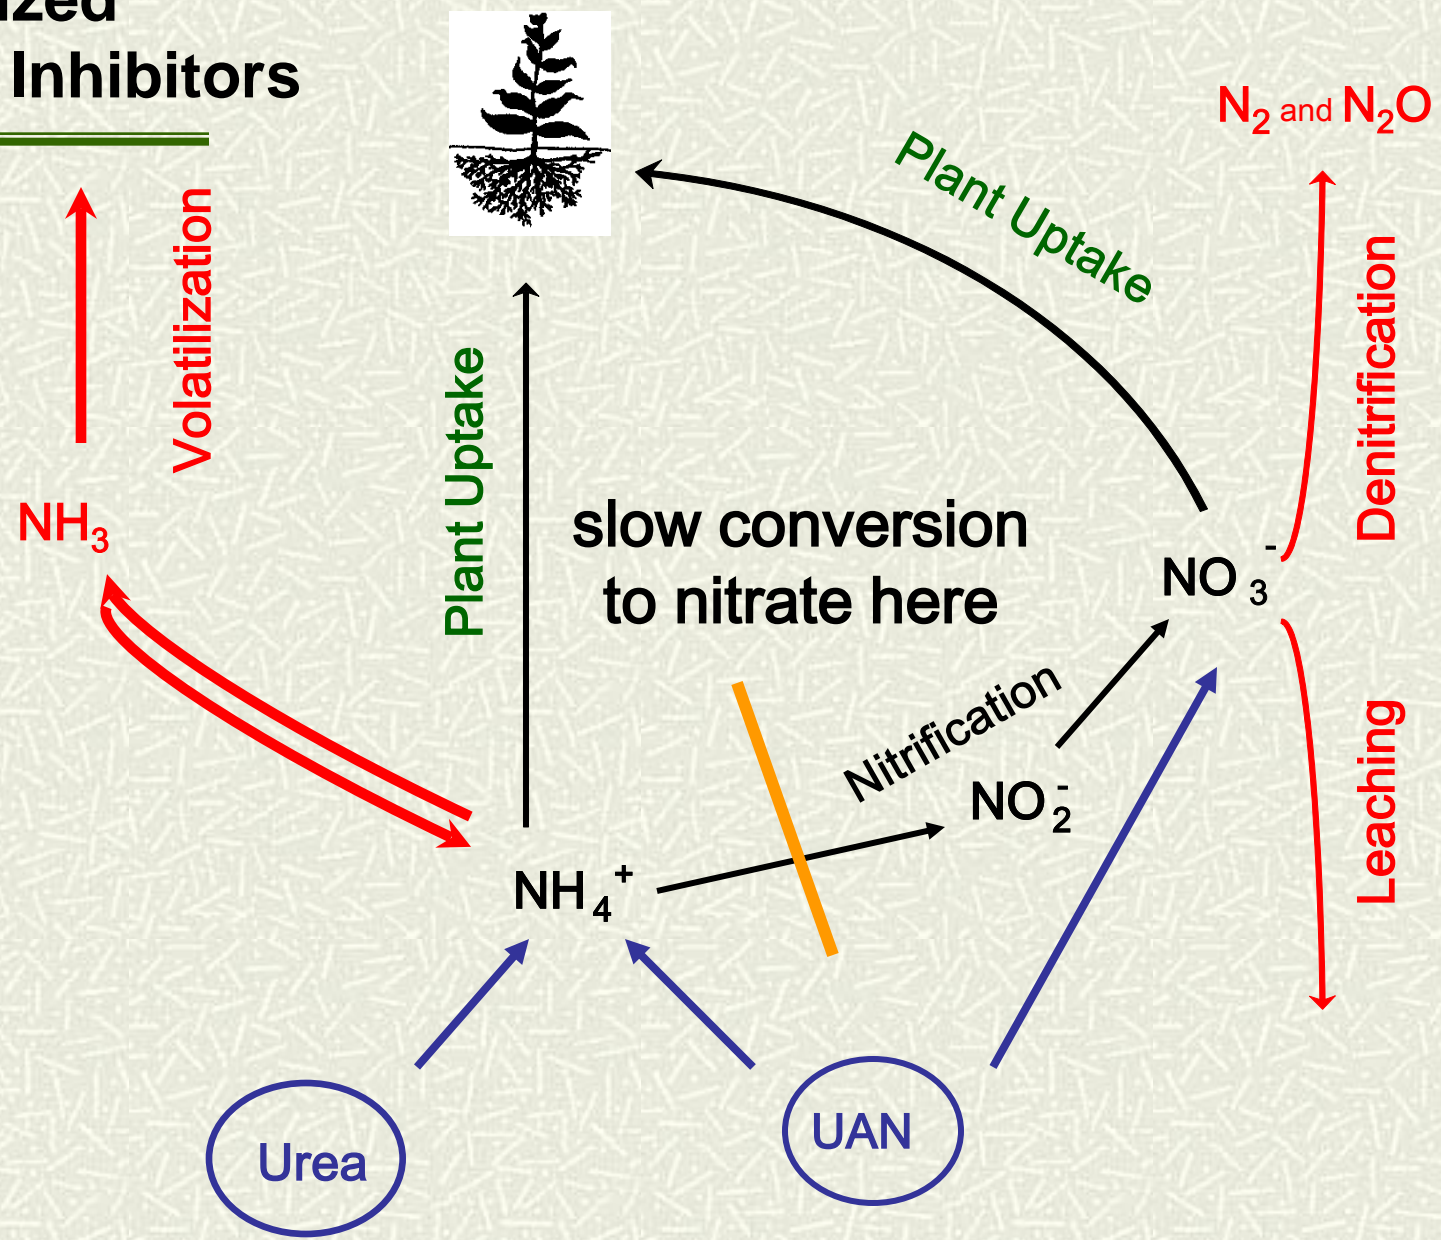 Inhibitors
N2 and N2O
Plant Uptake
Volatilization
Denitrification
Plant Uptake
NH3
slow conversion
to nitrate here
NO3-
Nitrification
Leaching
NO2-
NH4+
UAN
Urea